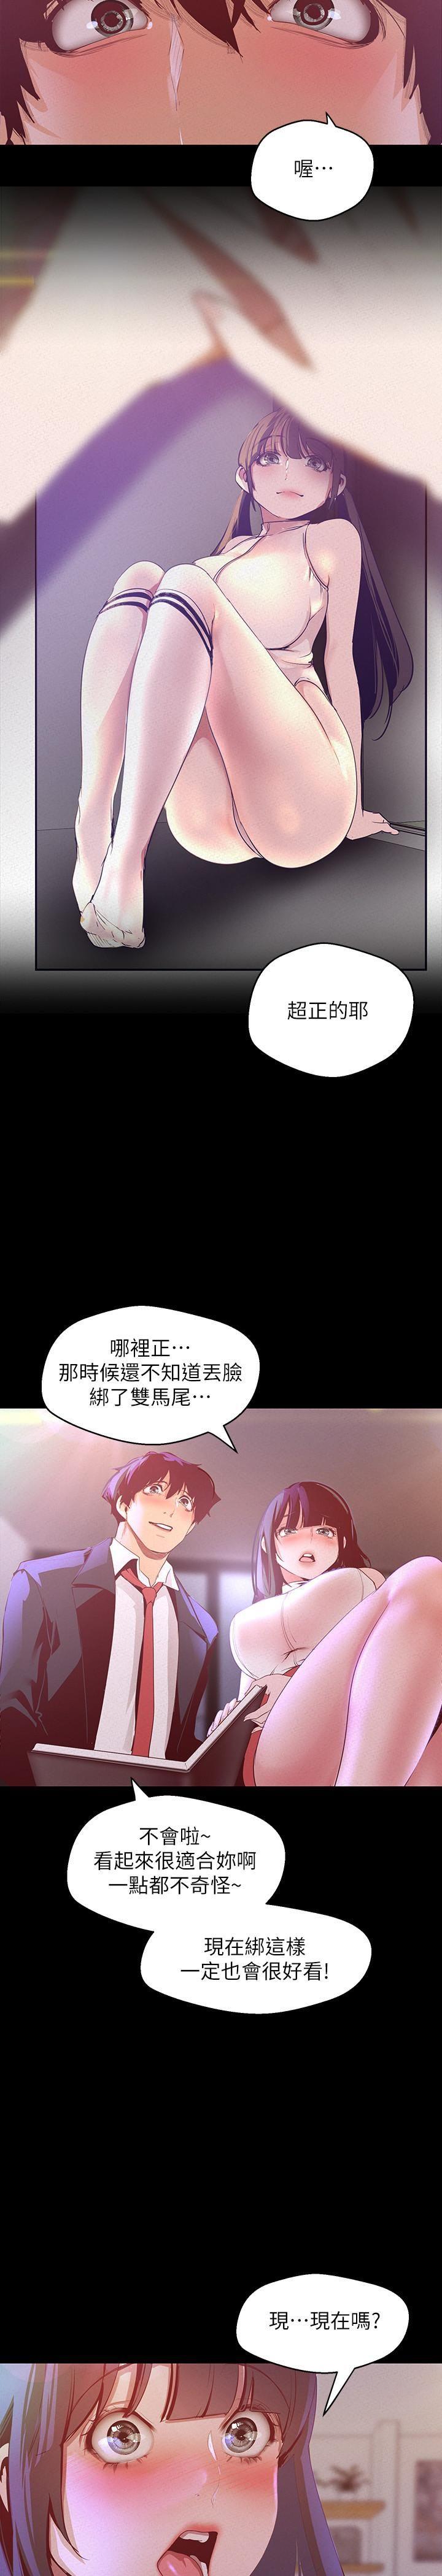 喔⋯
超正的耶
哪裡正⋯
那時候還不知道丟臉
綁了雙馬尾⋯
不會啦~
看起來很適合妳啊
一點都不奇怪~
現在綁這樣
一定也會很好看!
現⋯現在嗎?